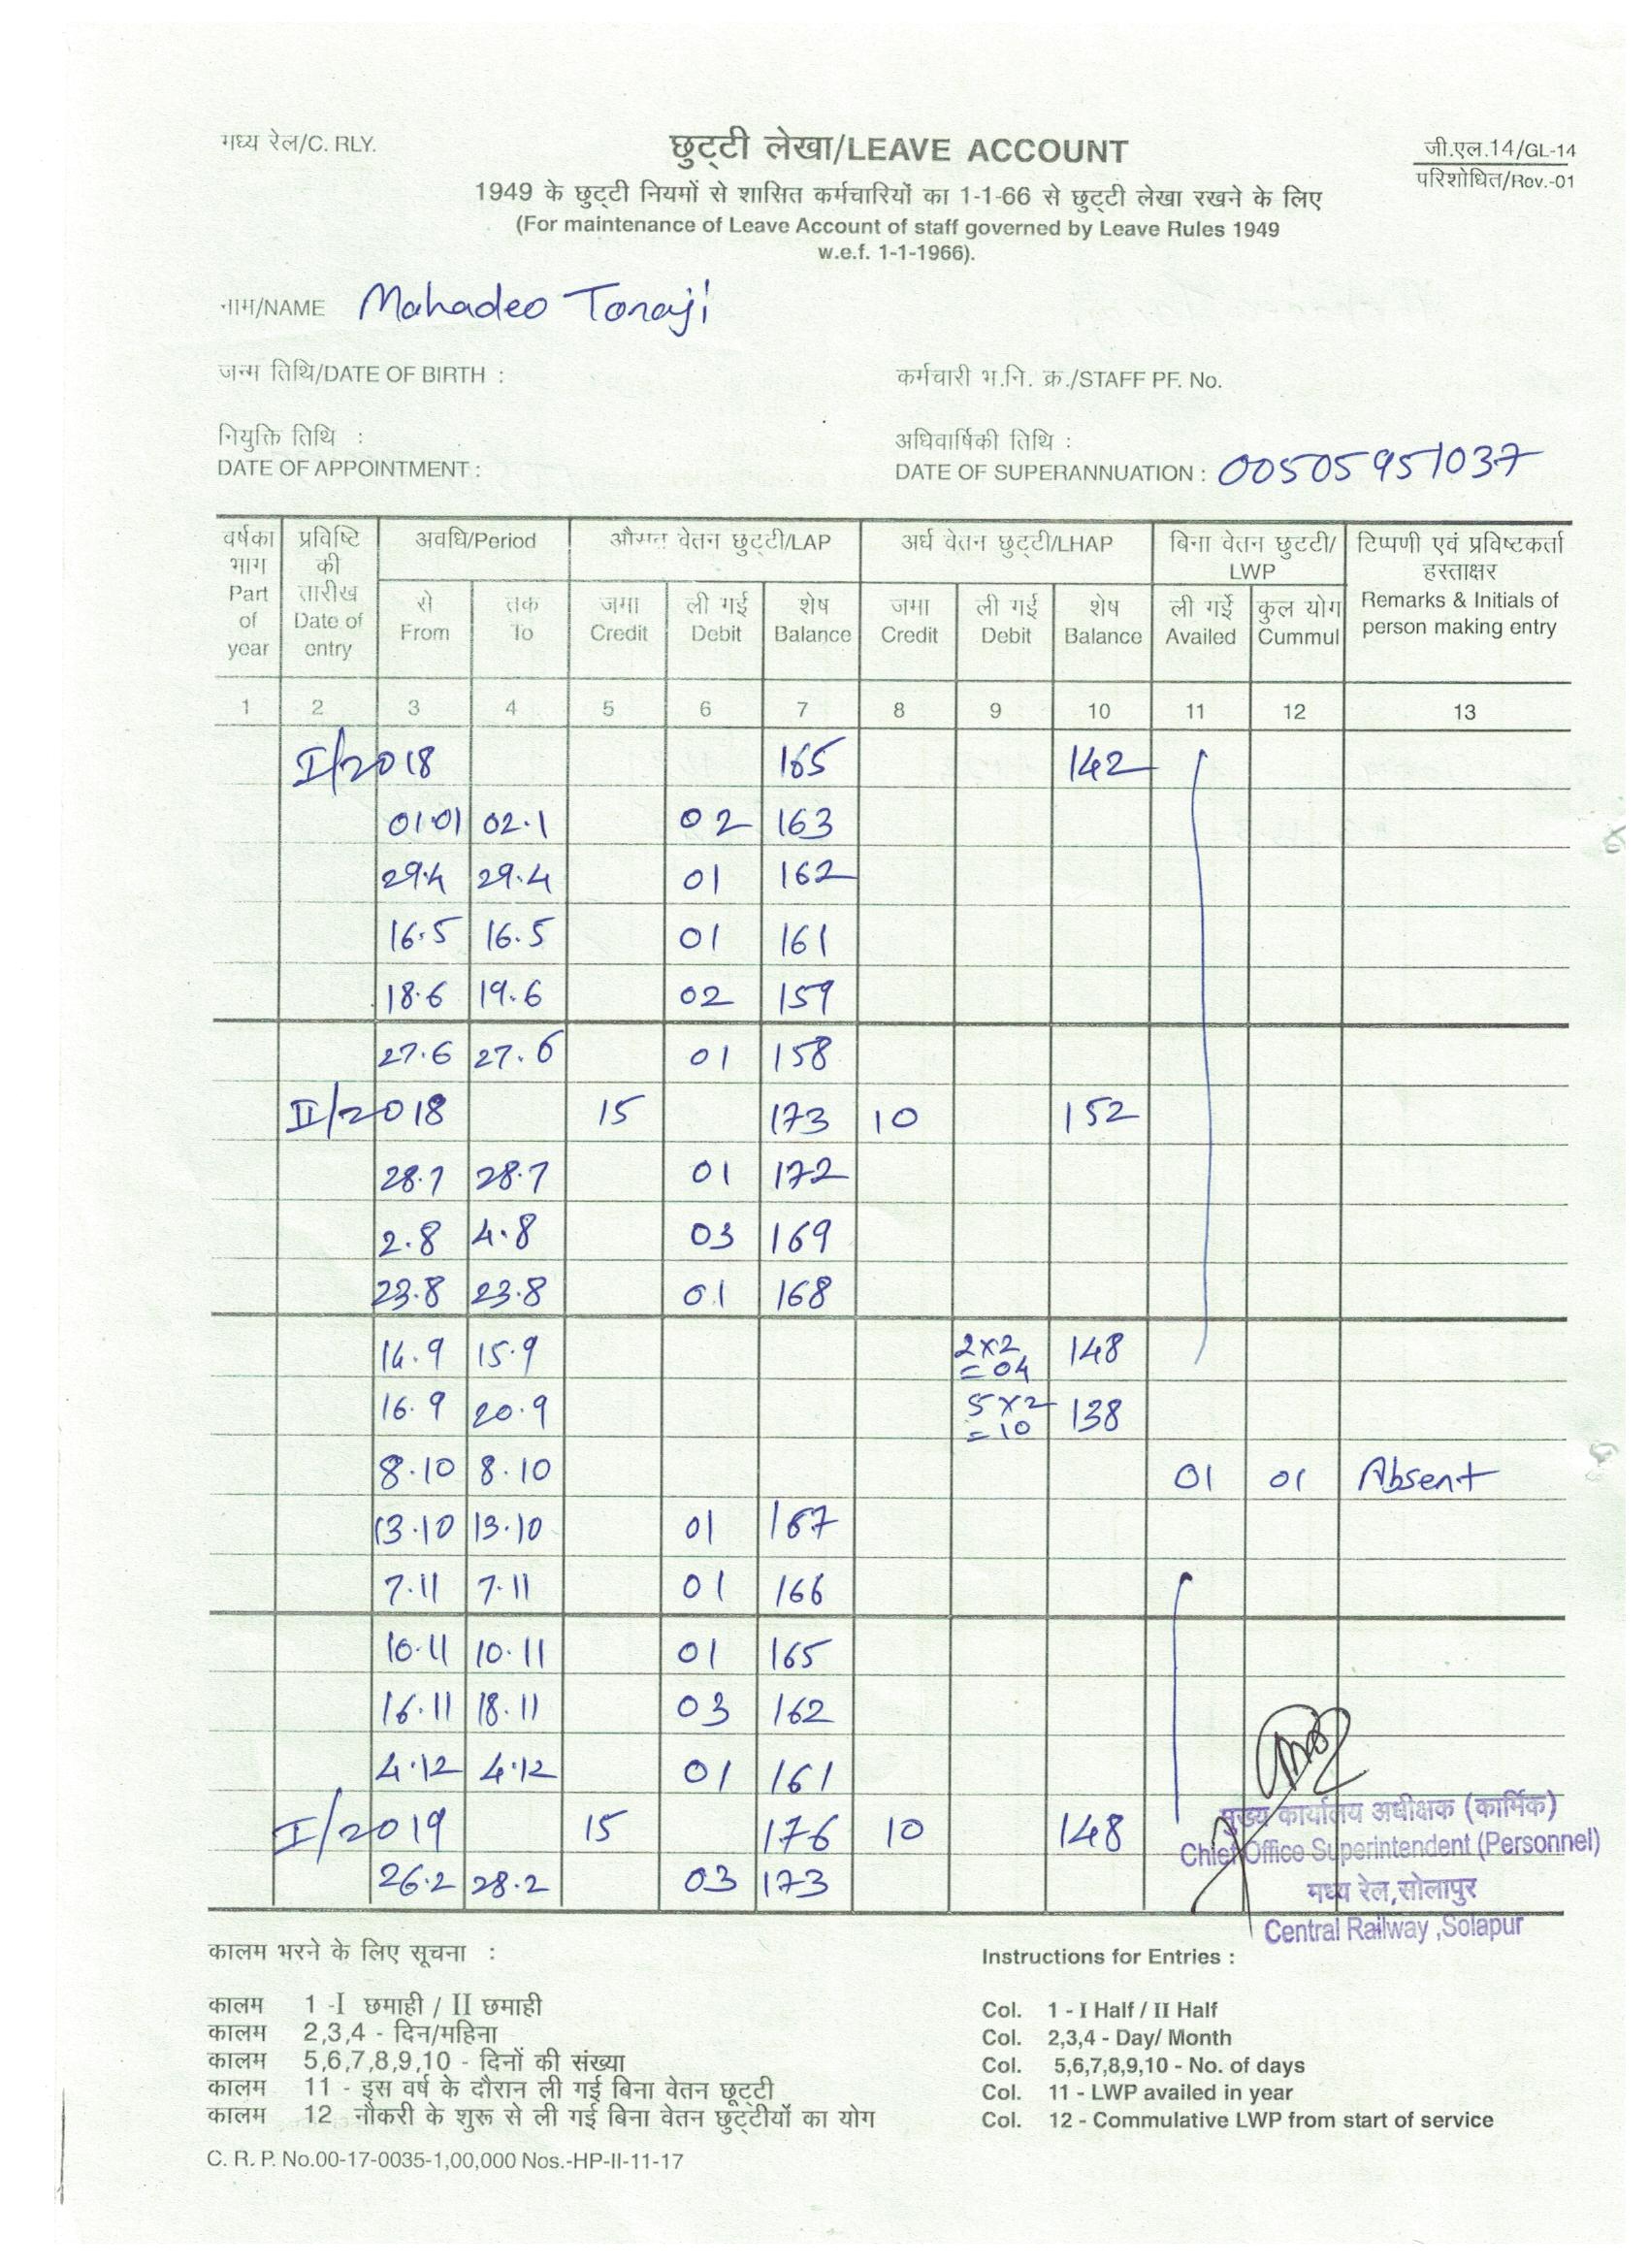 मध्य रेल/C. RLY.
छुट्टी लेखा/LEAVE ACCOUNT
जी.एल.14/GL-14
परिशोधित/Rev.-01
1949 के छुट्टी नियमों से शासित कर्मचारियों का 1-1-66 से छुट्टी लेखा रखने के लिए
(For maintenance of Leave Account of staff governed by Leave Rules 1949
w.e.f. 1-1-1966).
नाम/NAME Mahadeo Tonaji
जन्म तिथि/DATE OF BIRTH :
कर्मचारी भ.नि. क्र./STAFF PF. No.
नियुक्ति तिथि :
DATE OF APPOINTMENT :
अधिवार्षिकी तिथि :
DATE OF SUPERANNUATION : 00505951037
वर्षका भाग Part of year
प्रविष्टि की तारीख Date of entry
अवधि/Period
औसत वेतन छुट्टी/LAP
अर्ध वेतन छुट्टी/LHAP
बिना वेतन छुटटी/ LWP
टिप्पणी एवं प्रविष्टकर्ता हस्ताक्षर Remarks & Initials of person making entry
से From तक To जमा Credit ली गई Debit शेष Balance जमा Credit ली गई Debit शेष Balance ली गईे Availed कुल योग Cummul
1 2 3 4 5 6 7 8 9 10 11 12 13
I/2018 165 142
01.01 02.1 02 163
29.4 29.4 01 162
16.5 16.5 01 161
18.6 19.6 02 159
27.6 27.6 01 158
II/2018 15 173 10 152
28.7 28.7 01 172
2.8 4.8 03 169
23.8 23.8 01 168
14.9 15.9 2x2 = 04 148
16.9 20.9 5x2 = 10 138
8.10 8.10 01 01 Absent
13.10 13.10 01 167
7.11 7.11 01 166
10.11 10.11 01 165
16.11 18.11 03 162
4.12 4.12 01 161
I/2019 15 176 10 148
26.2 28.2 03 173
मुख्य कार्यालय अधीक्षक (कार्मिक)
Chief Office Superintendent (Personnel)
मध्य रेल,सोलापुर
Central Railway ,Solapur
कालम भरने के लिए सूचना :
कालम 1 -I छमाही / II छमाही
कालम 2,3,4 - दिन/महिना
कालम 5,6,7,8,9,10 - दिनों की संख्या
कालम 11 - इस वर्ष के दौरान ली गई बिना वेतन छूट्टी
कालम 12 नौकरी के शुरू से ली गई बिना वेतन छुट्टीयों का योग
Instructions for Entries :
Col. 1 - I Half / II Half
Col. 2,3,4 - Day/ Month
Col. 5,6,7,8,9,10 - No. of days
Col. 11 - LWP availed in year
Col. 12 - Commulative LWP from start of service
C. R. P. No.00-17-0035-1,00,000 Nos.-HP-II-11-17